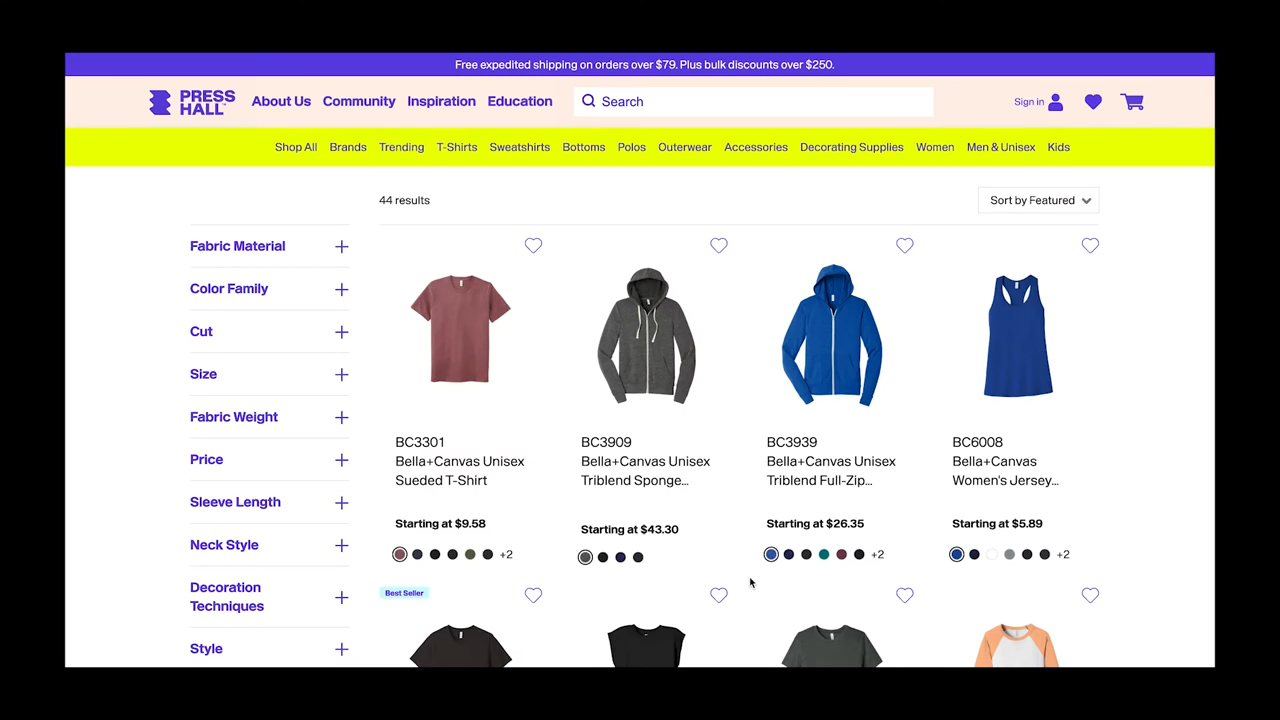 Free expedited shipping on orders over $79. Plus bulk discounts over $250.
PRESS
HALL
About Us
Community
Inspiration
Education
Search
Sign in
Shop All
Brands
Trending
T-Shirts
Sweatshirts
Bottoms
Polos
Outerwear
Accessories
Decorating Supplies
Women
Men & Unisex
Kids
44 results
Sort by Featured
Fabric Material
Color Family
Cut
Size
Fabric Weight
Price
Sleeve Length
Neck Style
Decoration
Techniques
Style
BC3301
Bella+Canvas Unisex
Sueded T-Shirt
Starting at $9.58
+2
BC3909
Bella+Canvas Unisex
Triblend Sponge...
Starting at $43.30
BC3939
Bella+Canvas Unisex
Triblend Full-Zip...
Starting at $26.35
+2
BC6008
Bella+Canvas
Women's Jersey...
Starting at $5.89
+2
Best Seller